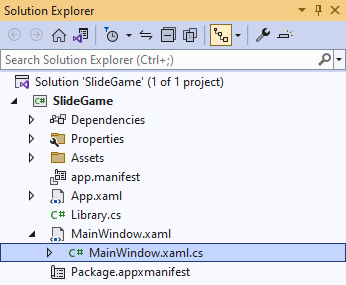 Solution Explorer
Search Solution Explorer (Ctrl+;)
Solution 'SlideGame' (1 of 1 project)
C# SlideGame
Dependencies
Properties
Assets
app.manifest
App.xaml
C# Library.cs
MainWindow.xaml
C# MainWindow.xaml.cs
Package.appxmanifest